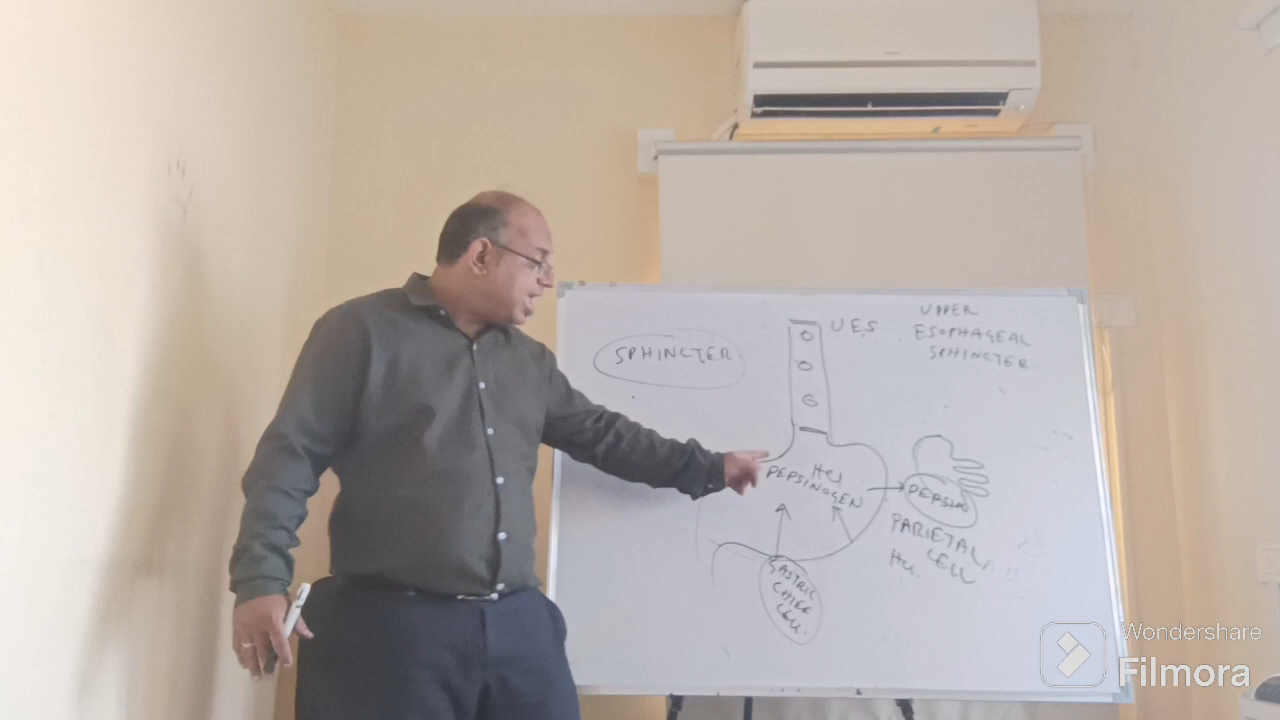 UES
UPPER
ESOPHAGEAL
SPHINCTER.
SPHINCTER.
HCl
PEPSINOGEN
PEPSIN
PARIETAL
CELL
HCl.
GASTRIC
CHIEF
CELL.
Wondershare
Filmora